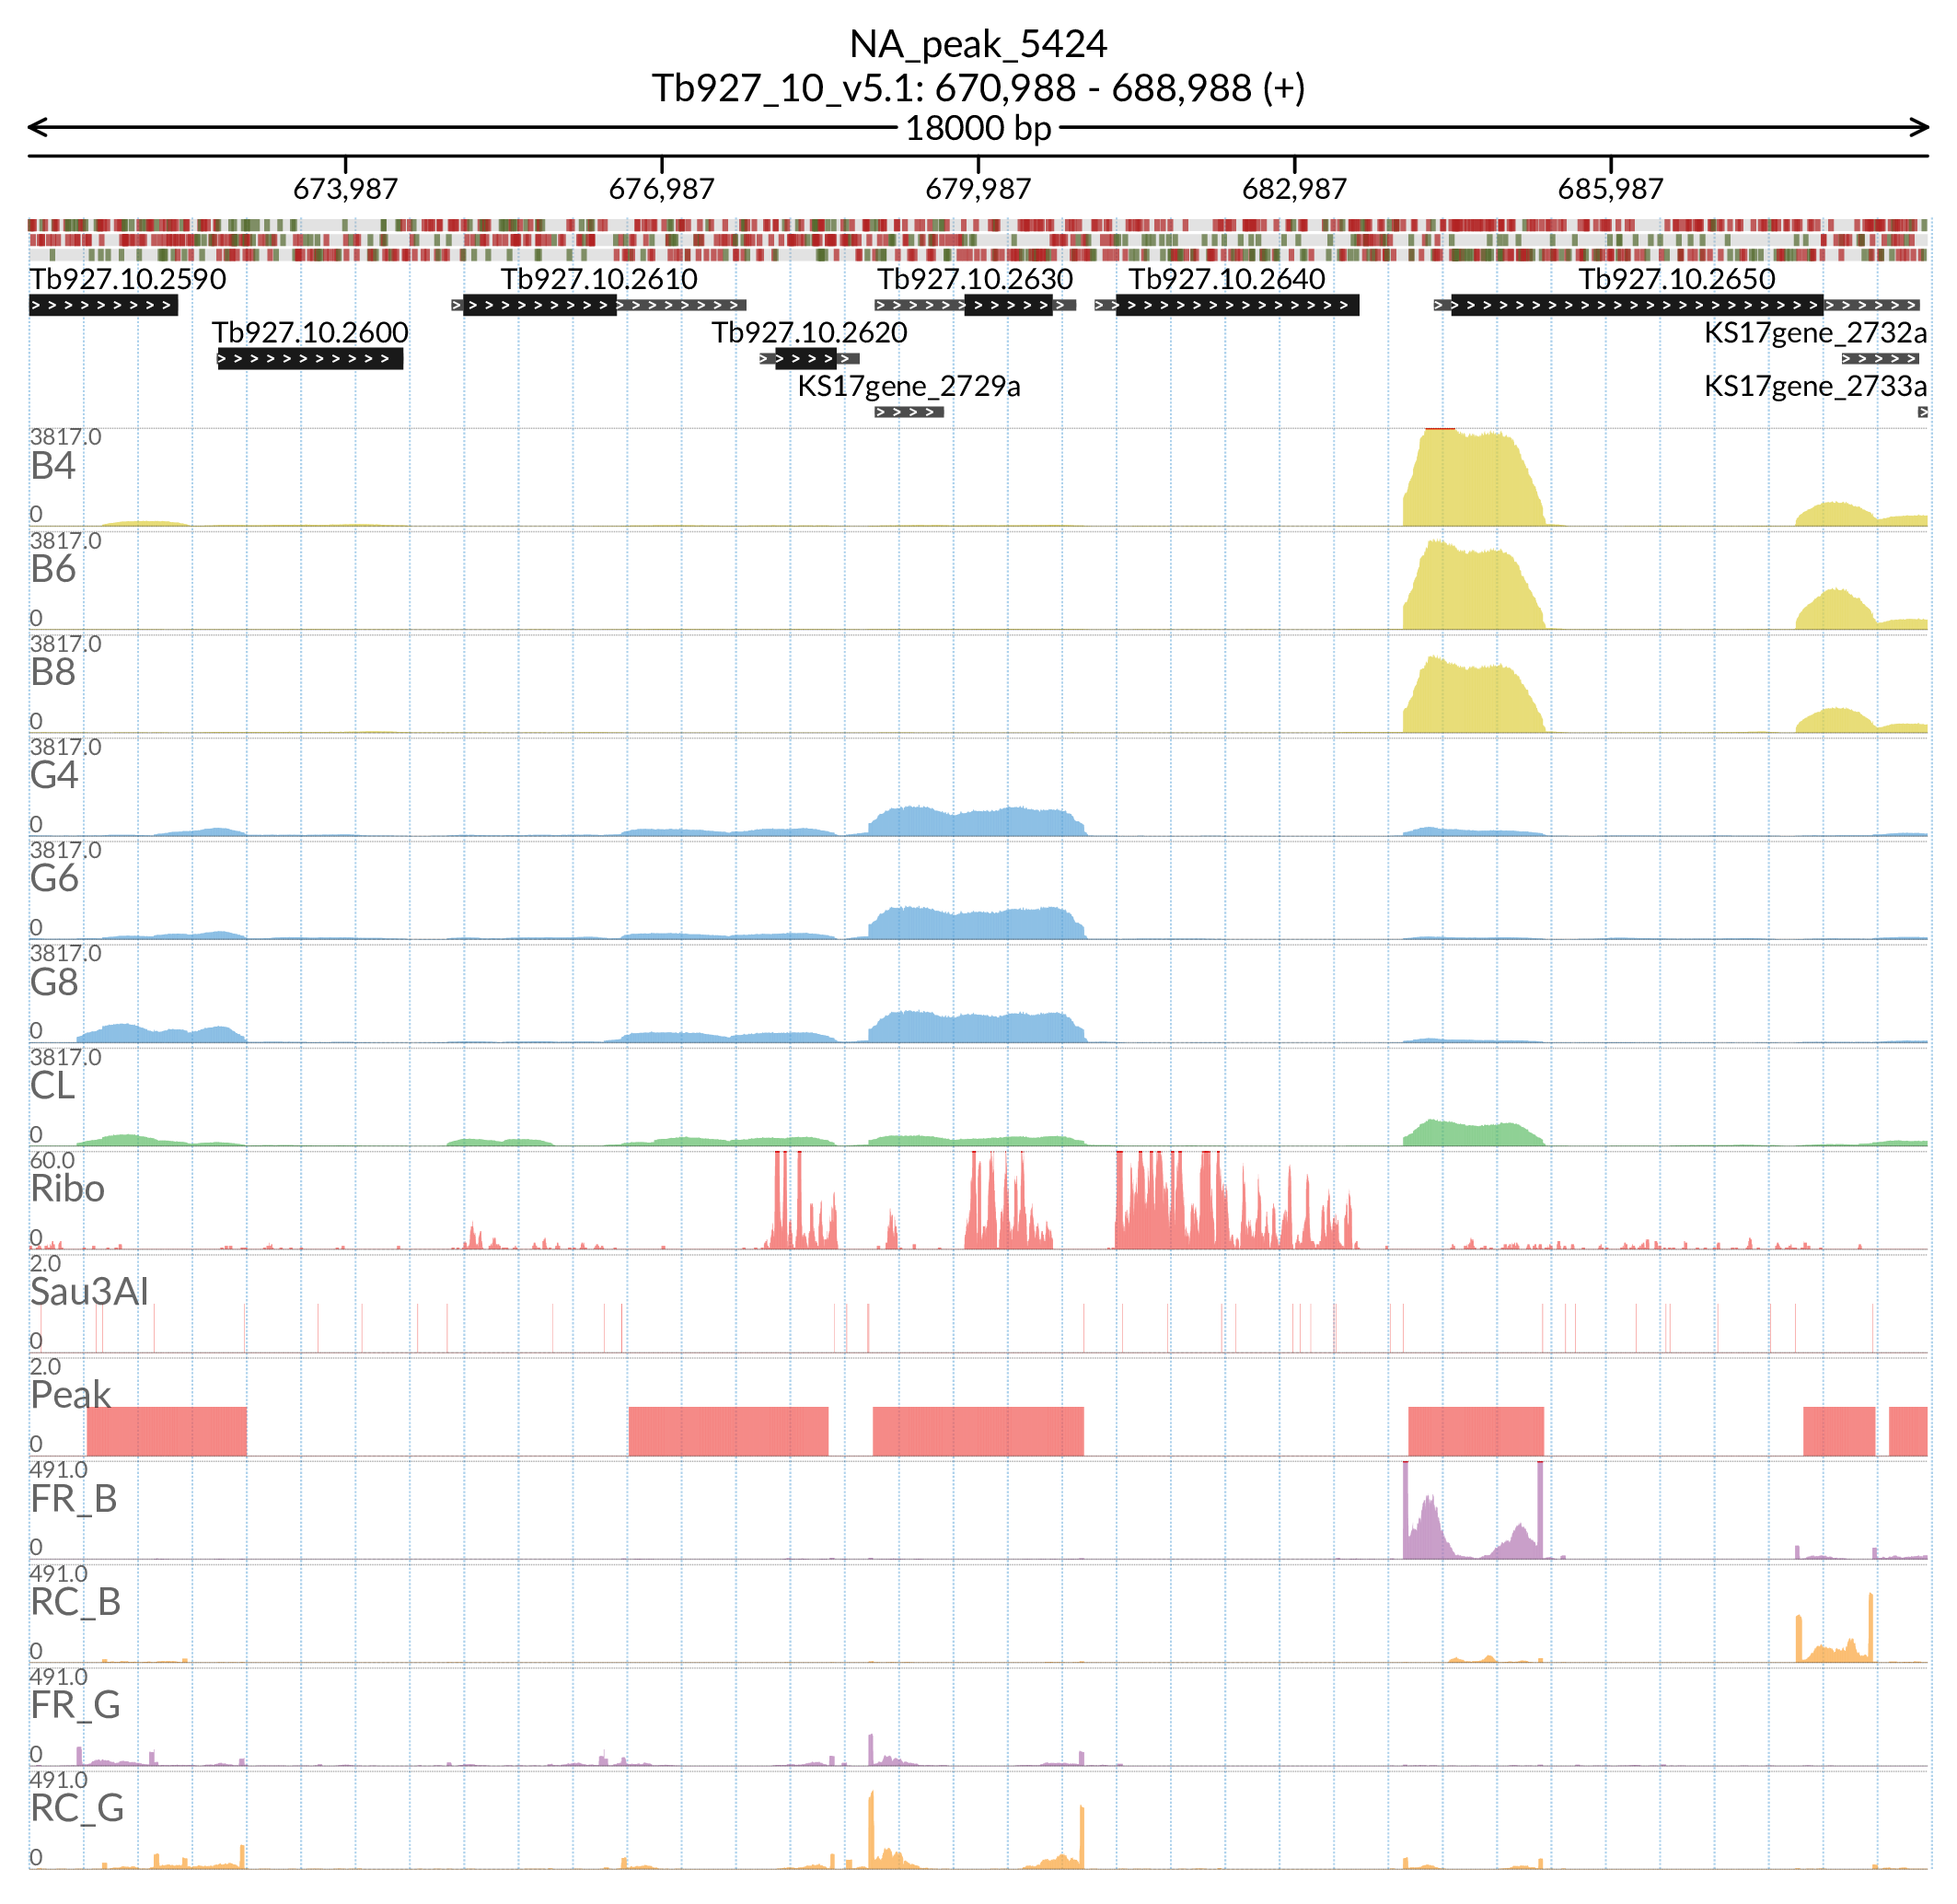 NA_peak_5424
Tb927_10_v5.1: 670,988 - 688,988 (+)
18000 bp
673,987 676,987 679,987 682,987 685,987
Tb927.10.2590 Tb927.10.2610 Tb927.10.2630 Tb927.10.2640 Tb927.10.2650
Tb927.10.2600 Tb927.10.2620 KS17gene_2732a
KS17gene_2729a KS17gene_2733a
3817.0
B4
0
3817.0
B6
0
3817.0
B8
0
3817.0
G4
0
3817.0
G6
0
3817.0
G8
0
3817.0
CL
0
60.0
Ribo
0
2.0
Sau3AI
0
2.0
Peak
0
491.0
FR_B
0
491.0
RC_B
0
491.0
FR_G
0
491.0
RC_G
0